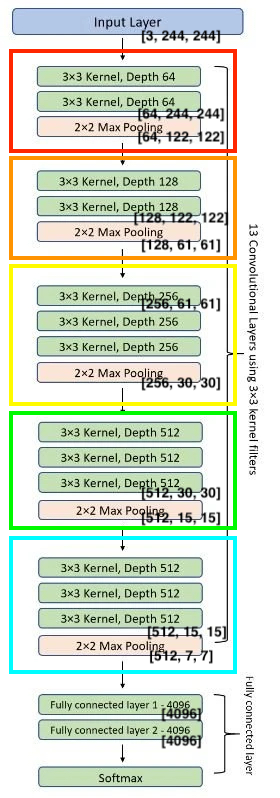 Input Layer
[3, 244, 244]
3×3 Kernel, Depth 64
3×3 Kernel, Depth 64
[64, 244, 244]
2×2 Max Pooling
[64, 122, 122]
3×3 Kernel, Depth 128
3×3 Kernel, Depth 128
[128, 122, 122]
2×2 Max Pooling
[128, 61, 61]
3×3 Kernel, Depth 256
[256, 61, 61]
3×3 Kernel, Depth 256
3×3 Kernel, Depth 256
2×2 Max Pooling
[256, 30, 30]
3×3 Kernel, Depth 512
3×3 Kernel, Depth 512
3×3 Kernel, Depth 512
[512, 30, 30]
2×2 Max Pooling
[512, 15, 15]
3×3 Kernel, Depth 512
3×3 Kernel, Depth 512
3×3 Kernel, Depth 512
[512, 15, 15]
2×2 Max Pooling
[512, 7, 7]
13 Convolutional Layers using 3×3 kernel filters
Fully connected layer 1 - 4096
[4096]
Fully connected layer 2 - 4096
[4096]
Softmax
Fully connected layer